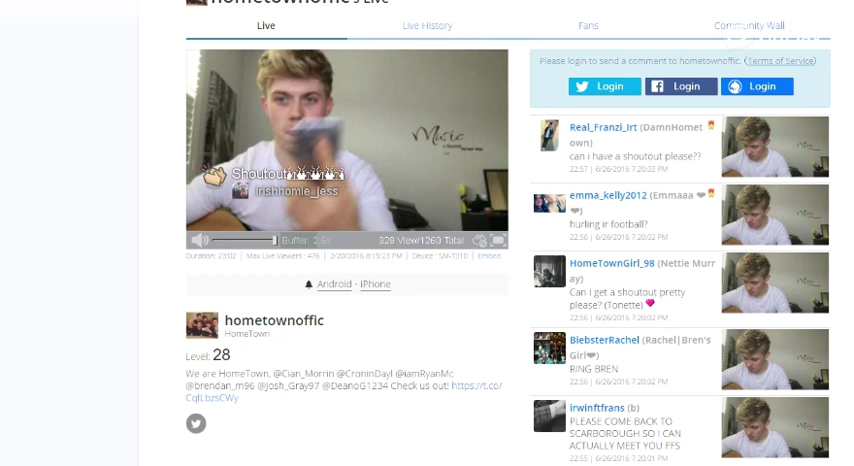 hometownoffic's Live
Live
Live History
Fans
Community Wall
Music
Shoutout
irishhomie_jess
Buffer 2.6s
328 View/1260 Total
Duration: 23:02 | Max Live Viewers : 476 | 2/20/2016 8:15:23 PM | Device : SM-T310 | Embed
Android - iPhone
hometownoffic
HomeTown
Level: 28
We are HomeTown, @Cian_Morrin @CroninDayl @iamRyanMc
@brendan_m96 @Josh_Gray97 @DeanoG1234 Check us out! https://t.co/
CqlLbzsCWy
Please login to send a comment to hometownoffic. (Terms of Service)
Login
Login
Login
Real_Franzi_Irt (DamnHomet
own)
can i have a shoutout please??
22:57 | 6/26/2016 7:20:03 PM
emma_kelly2012 (Emmaaa ❤
❤)
hurling ir football?
22:56 | 6/26/2016 7:20:02 PM
HomeTownGirl_98 (Nettie Murr
ay)
Can I get a shoutout pretty
please? (Tonette) 💖
22:56 | 6/26/2016 7:20:02 PM
BiebsterRachel (Rachel|Bren's
Girl❤)
RING BREN
22:56 | 6/26/2016 7:20:02 PM
irwinftfrans (b)
PLEASE COME BACK TO
SCARBOROUGH SO I CAN
ACTUALLY MEET YOU FFS
22:55 | 6/26/2016 7:20:01 PM